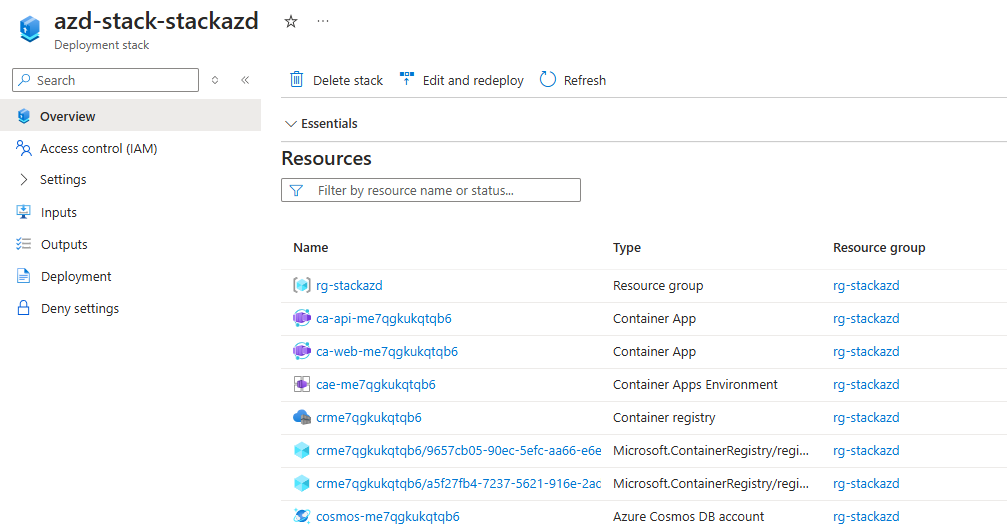 azd-stack-stackazd
Deployment stack
Search
Overview
Access control (IAM)
Settings
Inputs
Outputs
Deployment
Deny settings
Delete stack Edit and redeploy Refresh
Essentials
Resources
Filter by resource name or status...
Name Type Resource group
rg-stackazd Resource group rg-stackazd
ca-api-me7qgkukqtqb6 Container App rg-stackazd
ca-web-me7qgkukqtqb6 Container App rg-stackazd
cae-me7qgkukqtqb6 Container Apps Environment rg-stackazd
crme7qgkukqtqb6 Container registry rg-stackazd
crme7qgkukqtqb6/9657cb05-90ec-5efc-aa66-e6e Microsoft.ContainerRegistry/regi... rg-stackazd
crme7qgkukqtqb6/a5f27fb4-7237-5621-916e-2ac Microsoft.ContainerRegistry/regi... rg-stackazd
cosmos-me7qgkukqtqb6 Azure Cosmos DB account rg-stackazd